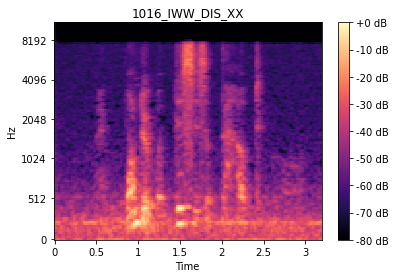 1016_IWW_DIS_XX
+0 dB
8192
-10 dB
4096
-20 dB
-30 dB
2048
Hz
-40 dB
1024
-50 dB
512
-60 dB
-70 dB
0
-80 dB
0 0.5 1 1.5 2 2.5 3
Time